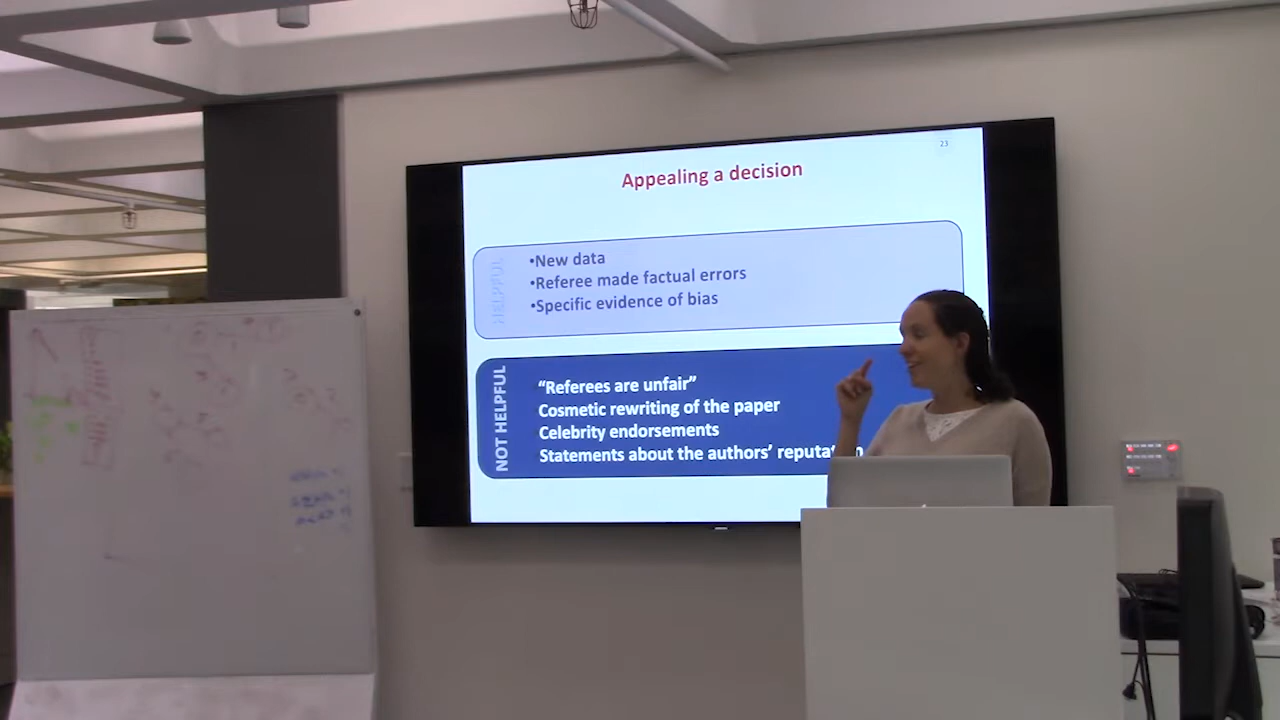 23
Appealing a decision
HELPFUL
•New data
•Referee made factual errors
•Specific evidence of bias
NOT HELPFUL
“Referees are unfair”
Cosmetic rewriting of the paper
Celebrity endorsements
Statements about the authors’